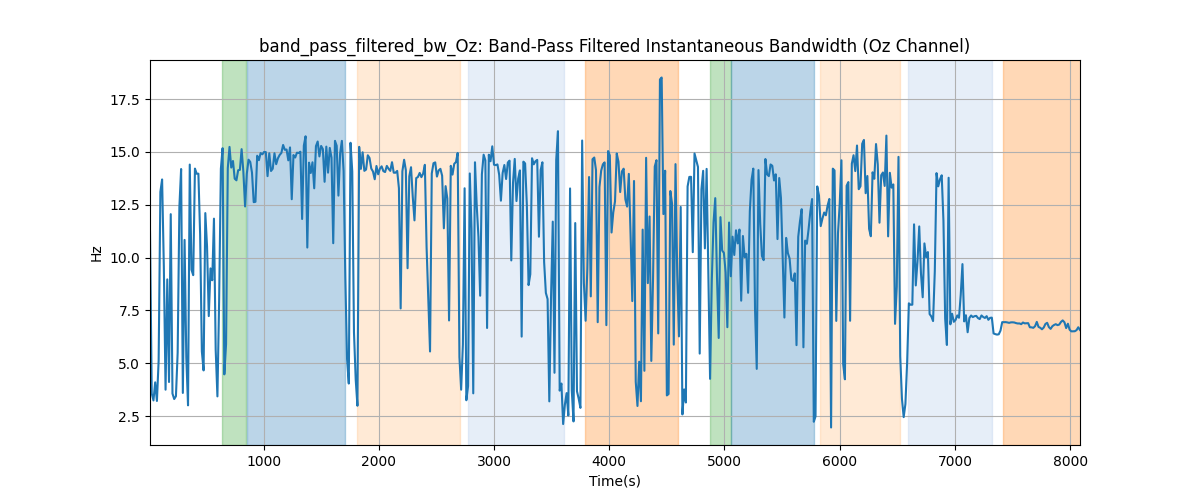 band_pass_filtered_bw_Oz: Band-Pass Filtered Instantaneous Bandwidth (Oz Channel)
17.5
15.0
12.5
10.0
7.5
5.0
2.5
Hz
1000 2000 3000 4000 5000 6000 7000 8000
Time(s)